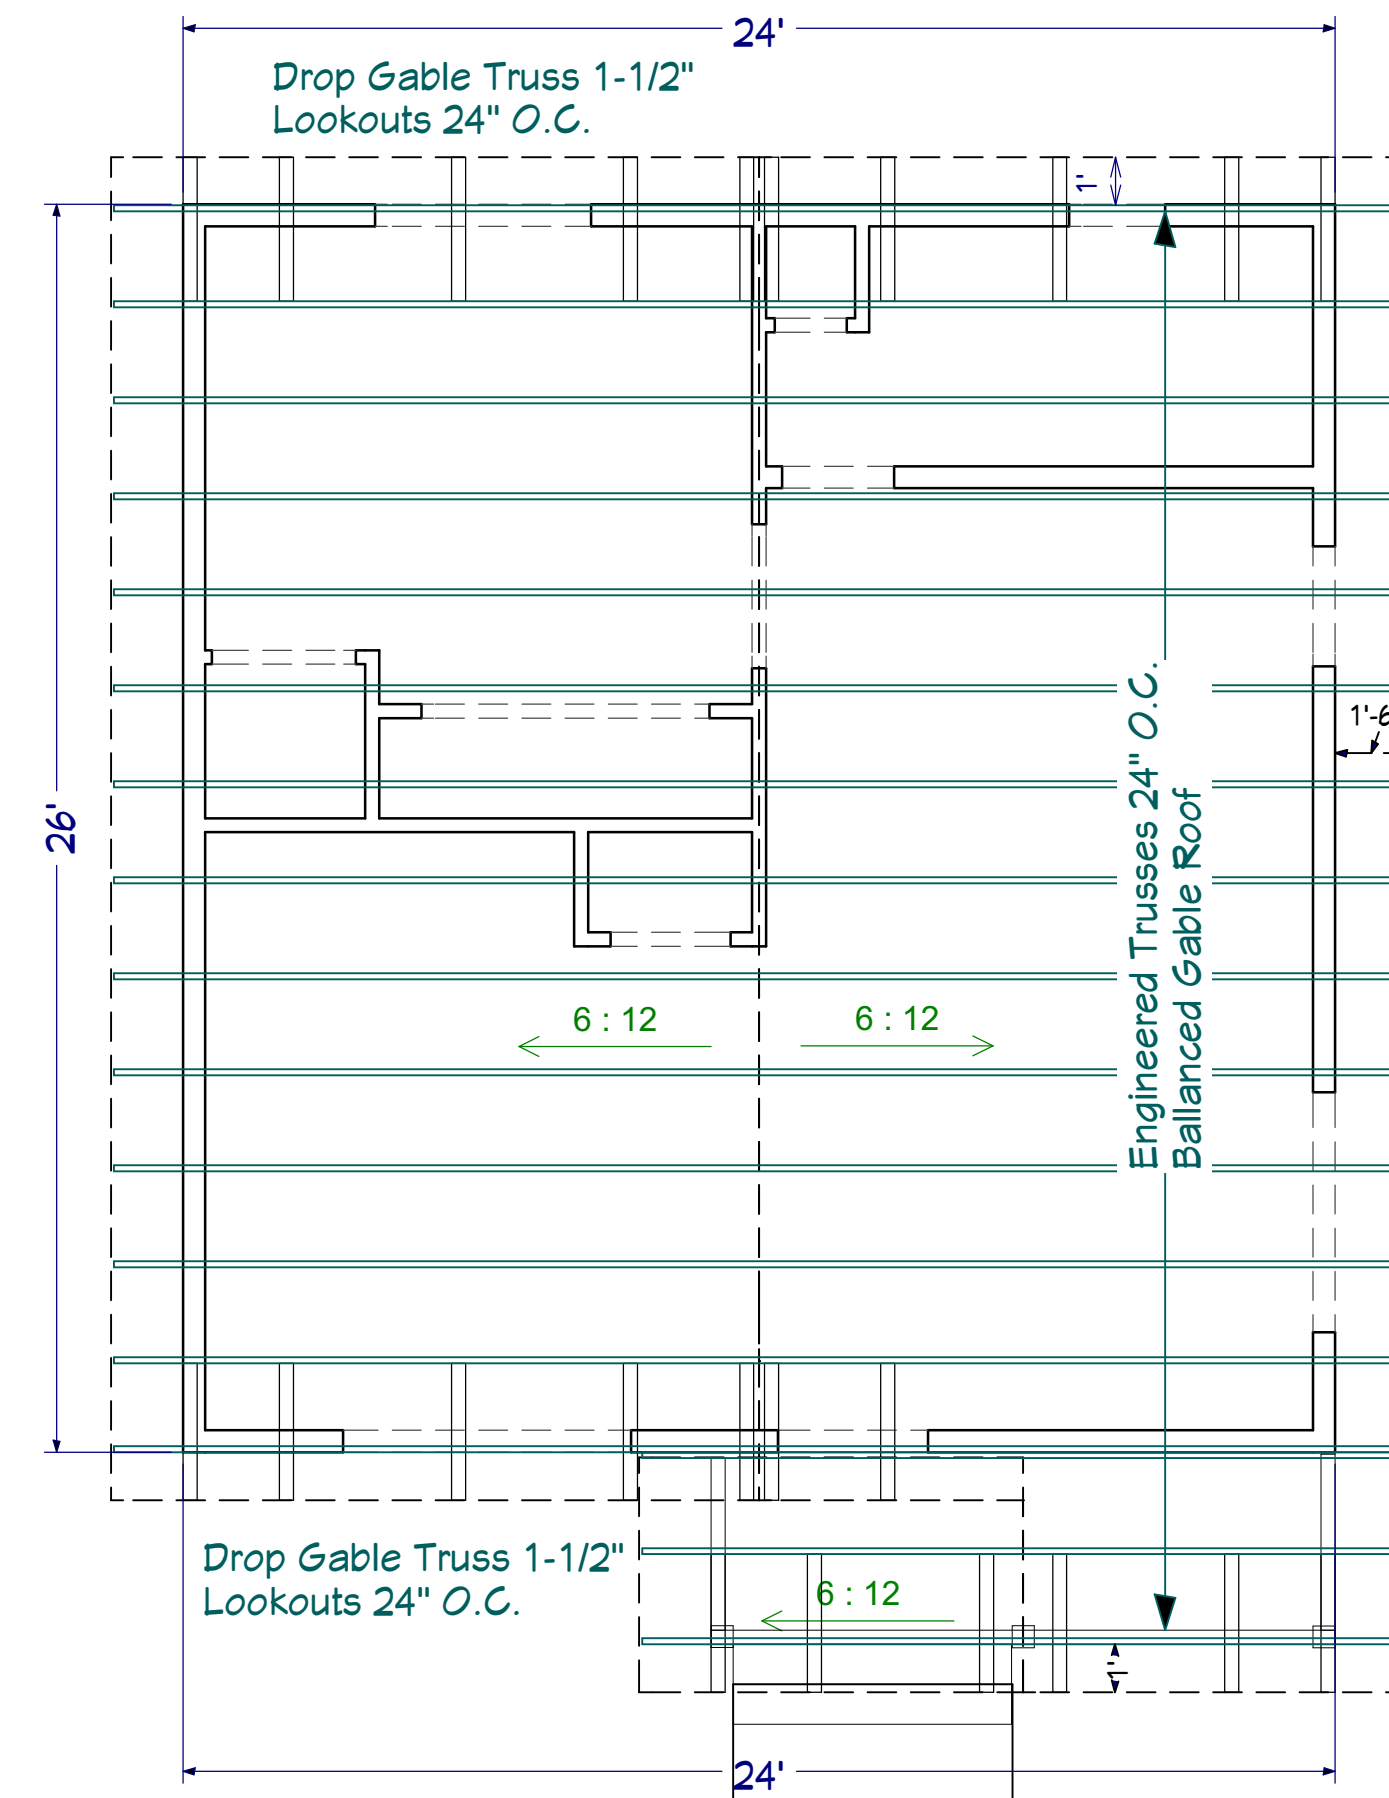 24'
Drop Gable Truss 1-1/2"
Lookouts 24" O.C.
1'
1'-6
26'
Engineered Trusses 24" O.C.
Ballanced Gable Roof
6 : 12
6 : 12
Drop Gable Truss 1-1/2"
Lookouts 24" O.C.
6 : 12
1'
24'